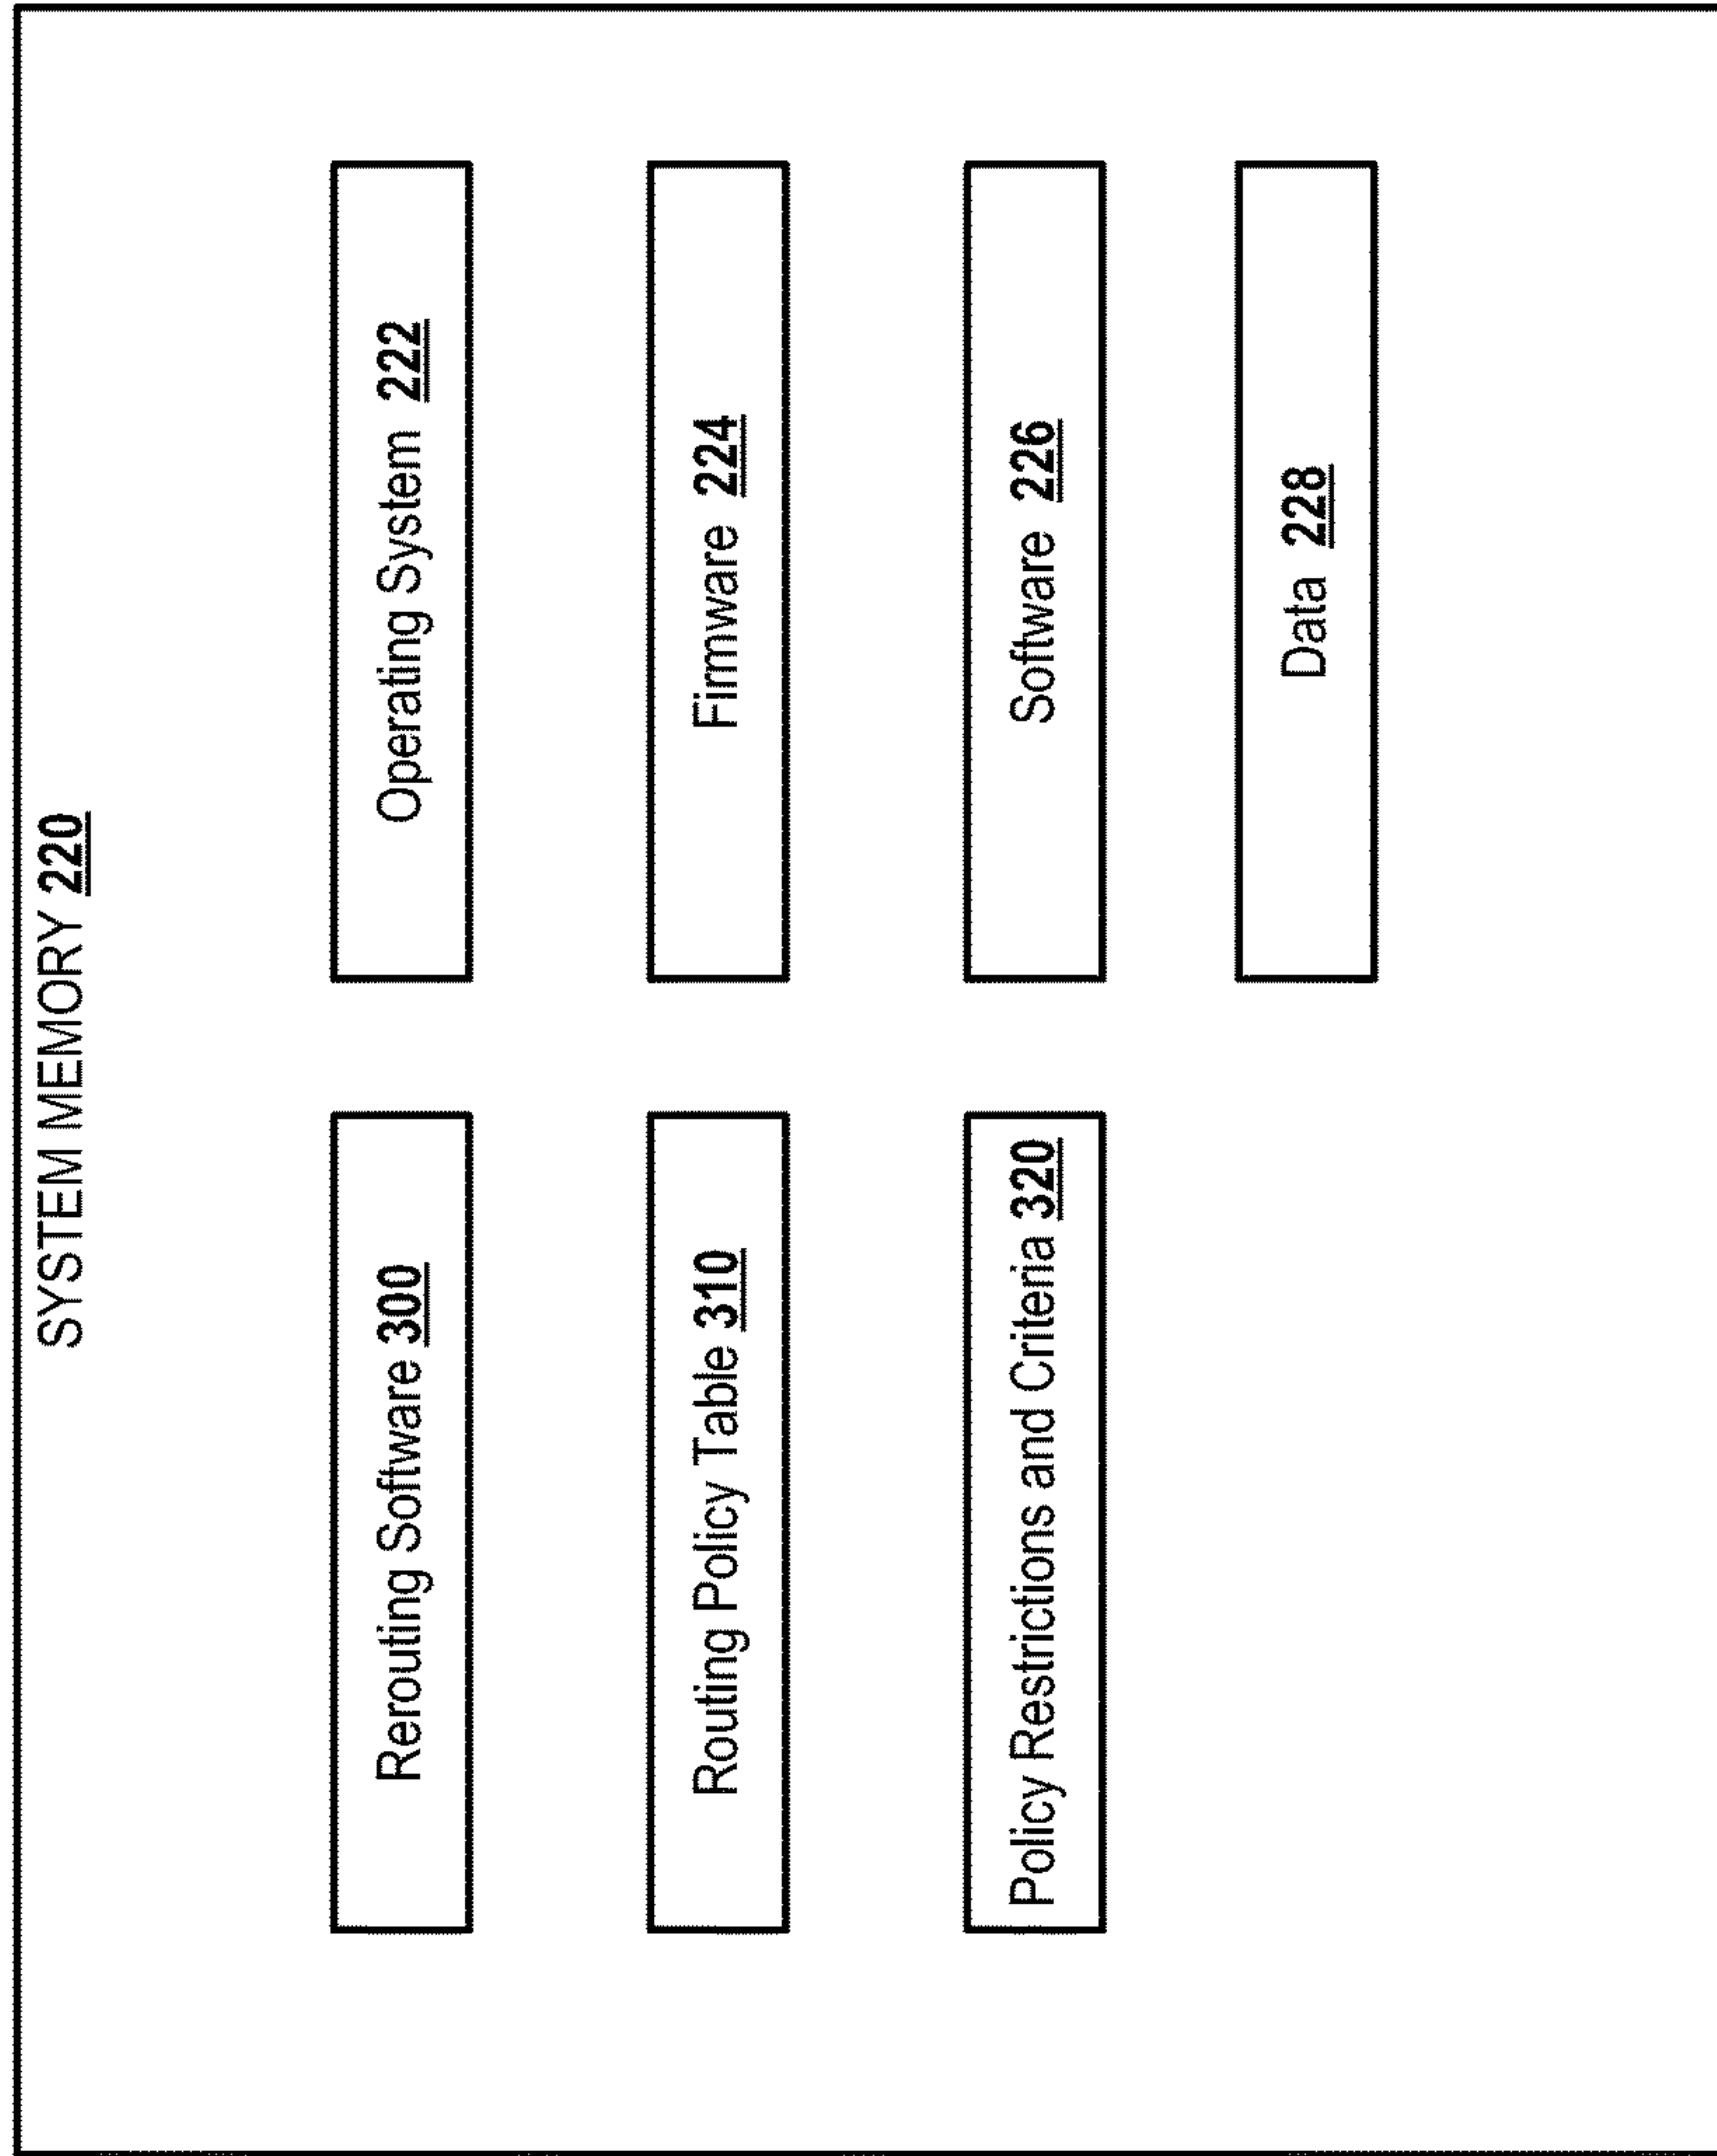 SYSTEM MEMORY 220
Rerouting Software 300
Operating System 222
Routing Policy Table 310
Firmware 224
Policy Restrictions and Criteria 320
Software 226
Data 228